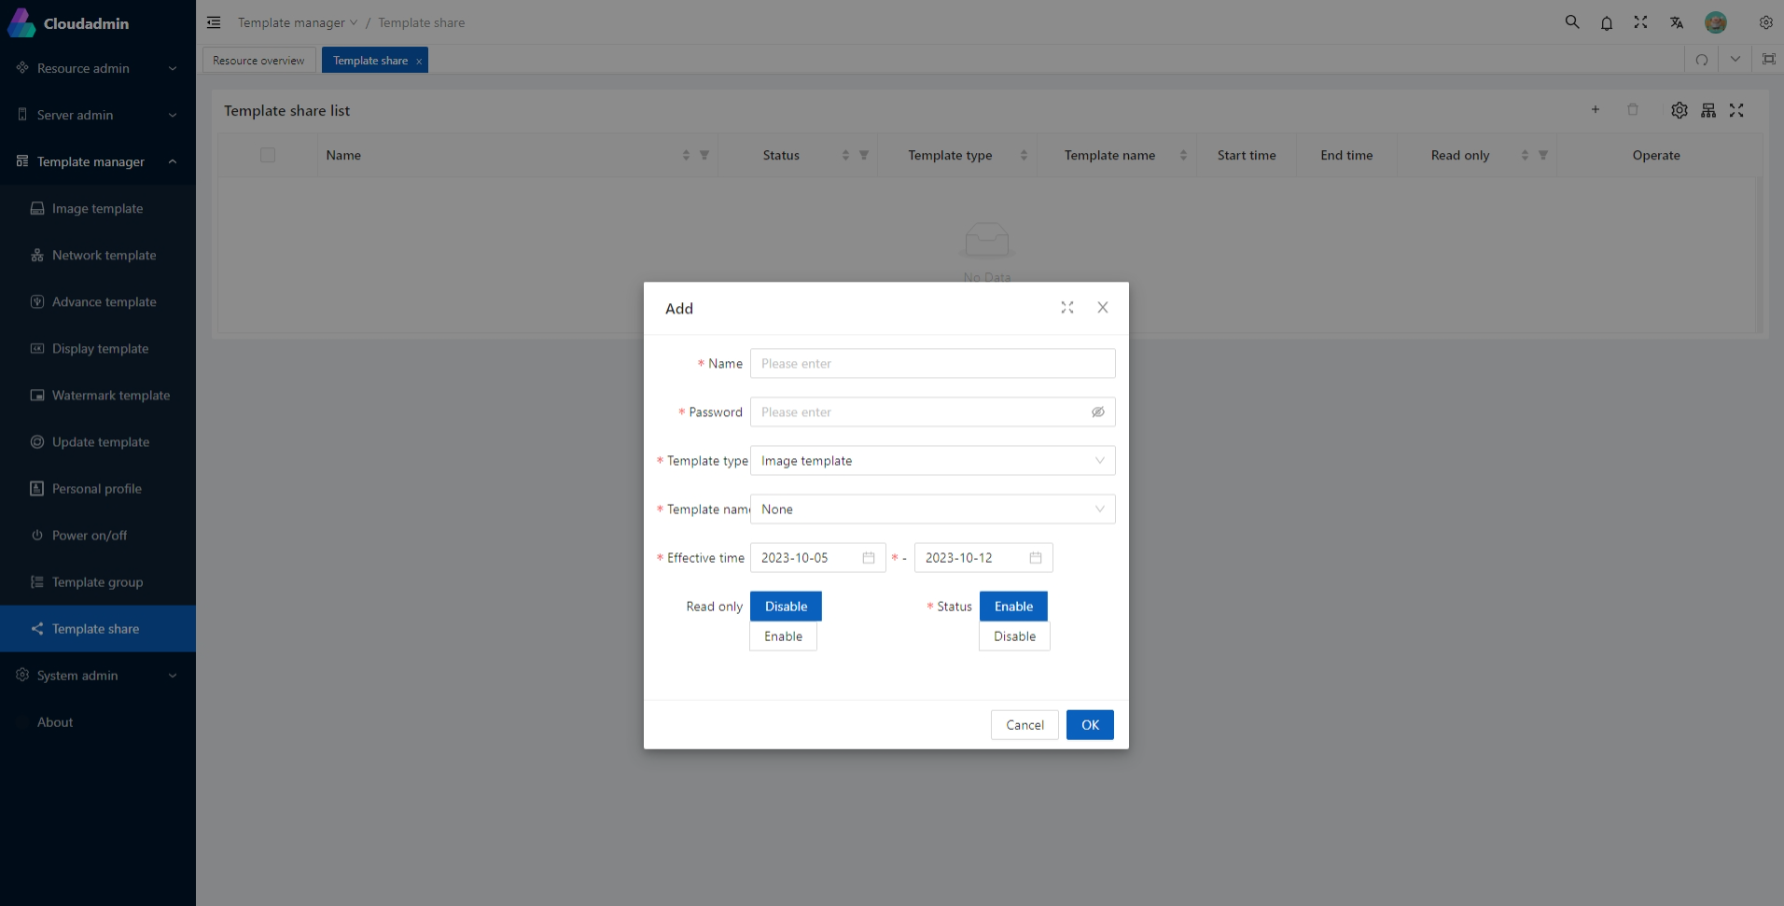 Cloudadmin
Template manager / Template share
Resource overview
Template share ×
Resource admin
Server admin
Template manager
Image template
Network template
Advance template
Display template
Watermark template
Update template
Personal profile
Power on/off
Template group
Template share
System admin
About
Template share list
Name Status Template type Template name Start time End time Read only Operate
No Data
Add
* Name Please enter
* Password Please enter
* Template type Image template
* Template name None
* Effective time 2023-10-05 * - 2023-10-12
Read only Disable * Status Enable
Enable Disable
Cancel OK